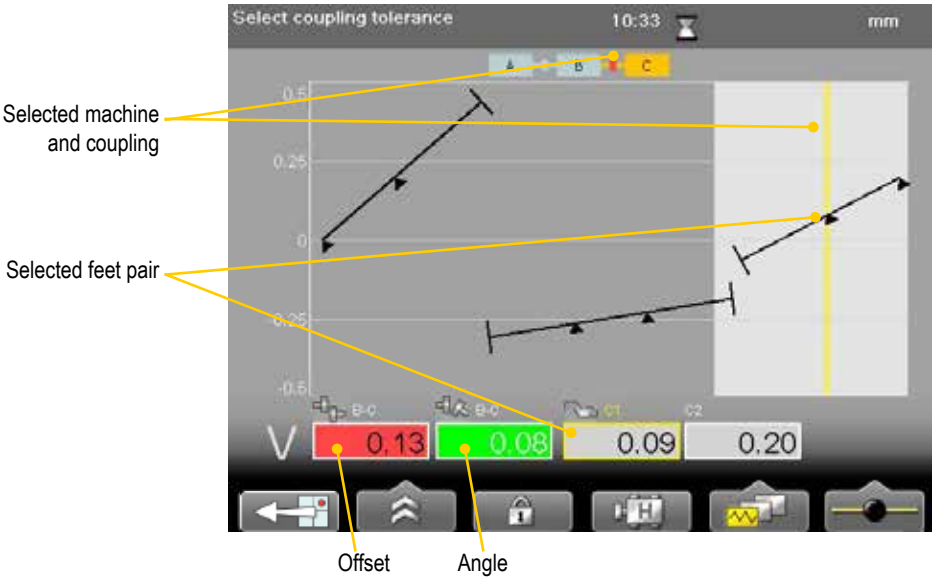 Select coupling tolerance 10:33 mm
A B C
Selected machine
and coupling
0.5
0.25
0
Selected feet pair
-0.25
-0.5
B-C B-C C1 C2
V 0.13 0.08 0.09 0.20
H
Offset Angle